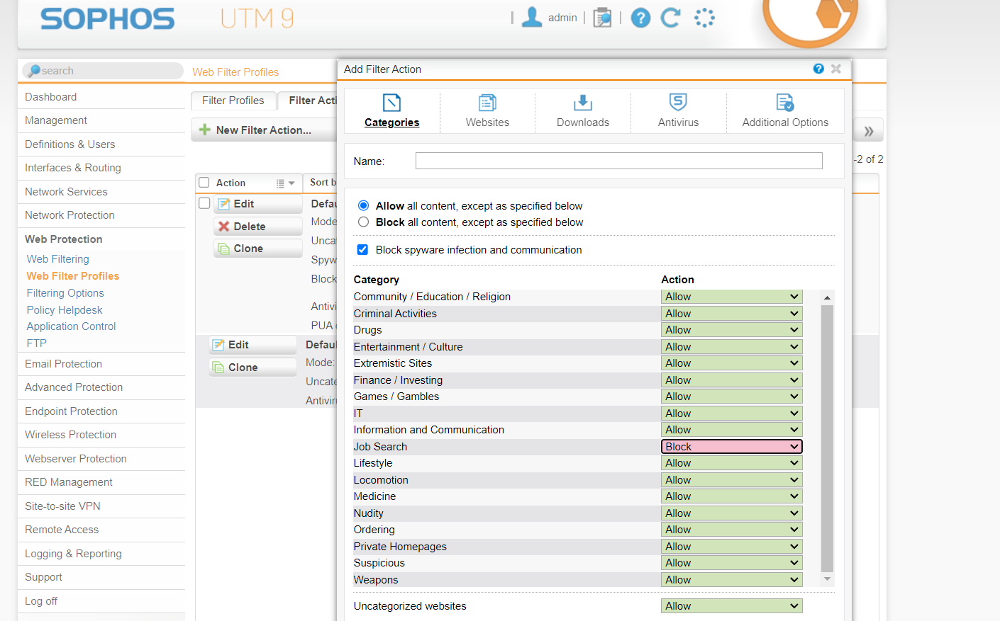 SOPHOS UTM 9
admin
search
Dashboard
Management
Definitions & Users
Interfaces & Routing
Network Services
Network Protection
Web Protection
Web Filtering
Web Filter Profiles
Filtering Options
Policy Helpdesk
Application Control
FTP
Email Protection
Advanced Protection
Endpoint Protection
Wireless Protection
Webserver Protection
RED Management
Site-to-site VPN
Remote Access
Logging & Reporting
Support
Log off
Web Filter Profiles
Filter Profiles
Filter Acti
New Filter Action...
-2 of 2
Action
Sort b
Edit
Delete
Clone
Defau
Mode
Uncat
Spyw
Block
Antivi
PUA
Edit
Clone
Defaul
Mode:
Uncate
Antiviru
Add Filter Action
Categories
Websites
Downloads
Antivirus
Additional Options
Name:
Allow all content, except as specified below
Block all content, except as specified below
Block spyware infection and communication
Category Action
Community / Education / Religion Allow
Criminal Activities Allow
Drugs Allow
Entertainment / Culture Allow
Extremistic Sites Allow
Finance / Investing Allow
Games / Gambles Allow
IT Allow
Information and Communication Allow
Job Search Block
Lifestyle Allow
Locomotion Allow
Medicine Allow
Nudity Allow
Ordering Allow
Private Homepages Allow
Suspicious Allow
Weapons Allow
Uncategorized websites Allow